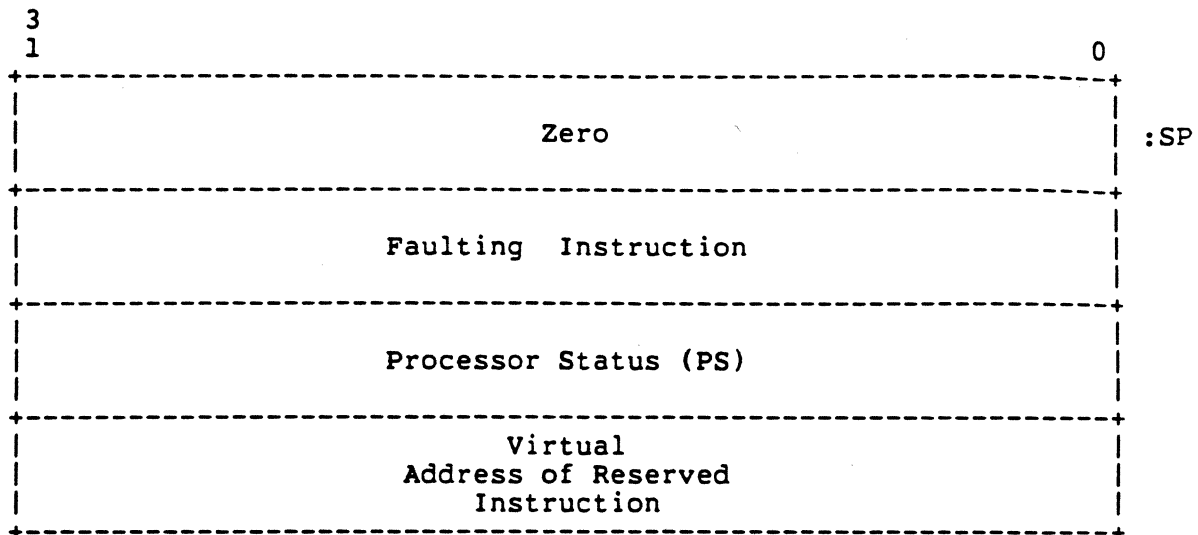 3
1 0
Zero :SP
Faulting Instruction
Processor Status (PS)
Virtual
Address of Reserved
Instruction